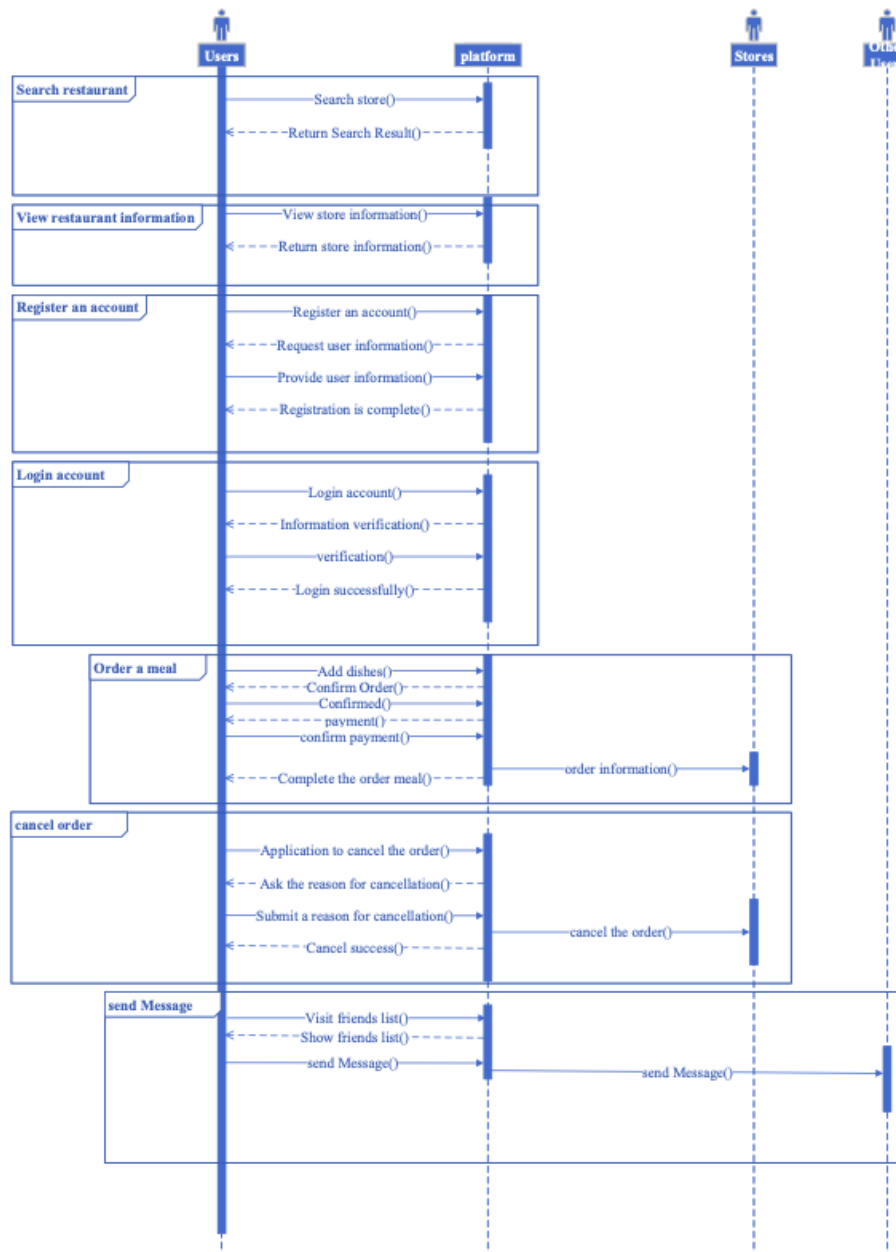 Users
platform
Stores
Search restaurant
Search store()
Return Search Result()
View restaurant information
View store information()
Return store information()
Register an account
Register an account()
Request user information()
Provide user information()
Registration is complete()
Login account
Login account()
Information verification()
verification()
Login successfully()
Order a meal
Add dishes()
Confirm Order()
Confirmed()
payment()
confirm payment()
order information()
Complete the order meal()
cancel order
Application to cancel the order()
Ask the reason for cancellation()
Submit a reason for cancellation()
cancel the order()
Cancel success()
send Message
Visit friends list()
Show friends list()
send Message()
send Message()